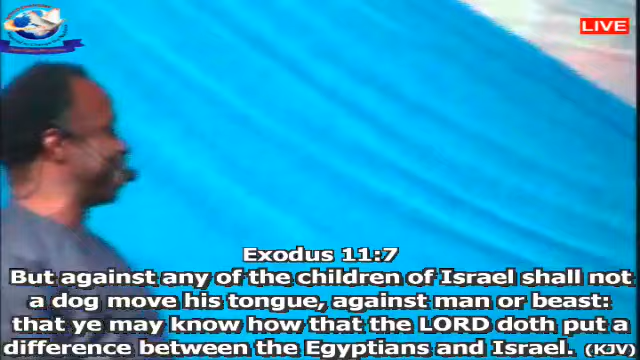 LIVE
Exodus 11:7
But against any of the children of Israel shall not
a dog move his tongue, against man or beast:
that ye may know how that the LORD doth put a
difference between the Egyptians and Israel. (KJV)